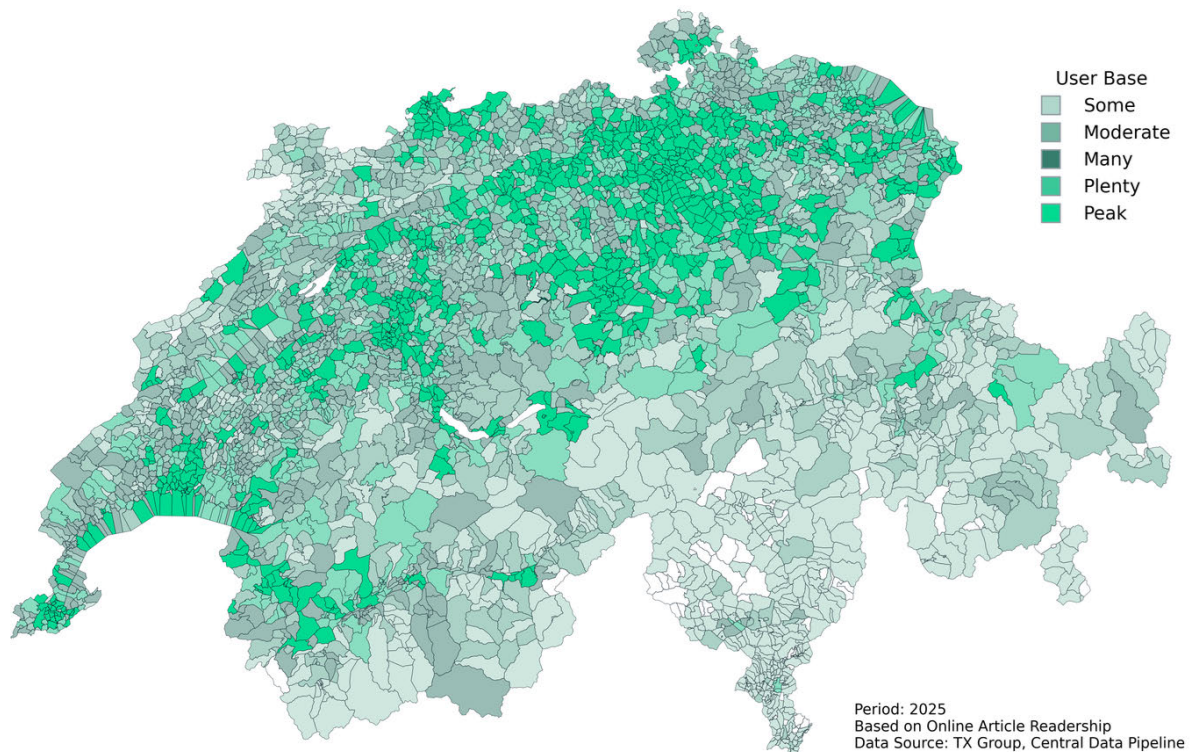 User Base
Some
Moderate
Many
Plenty
Peak
Period: 2025
Based on Online Article Readership
Data Source: TX Group, Central Data Pipeline